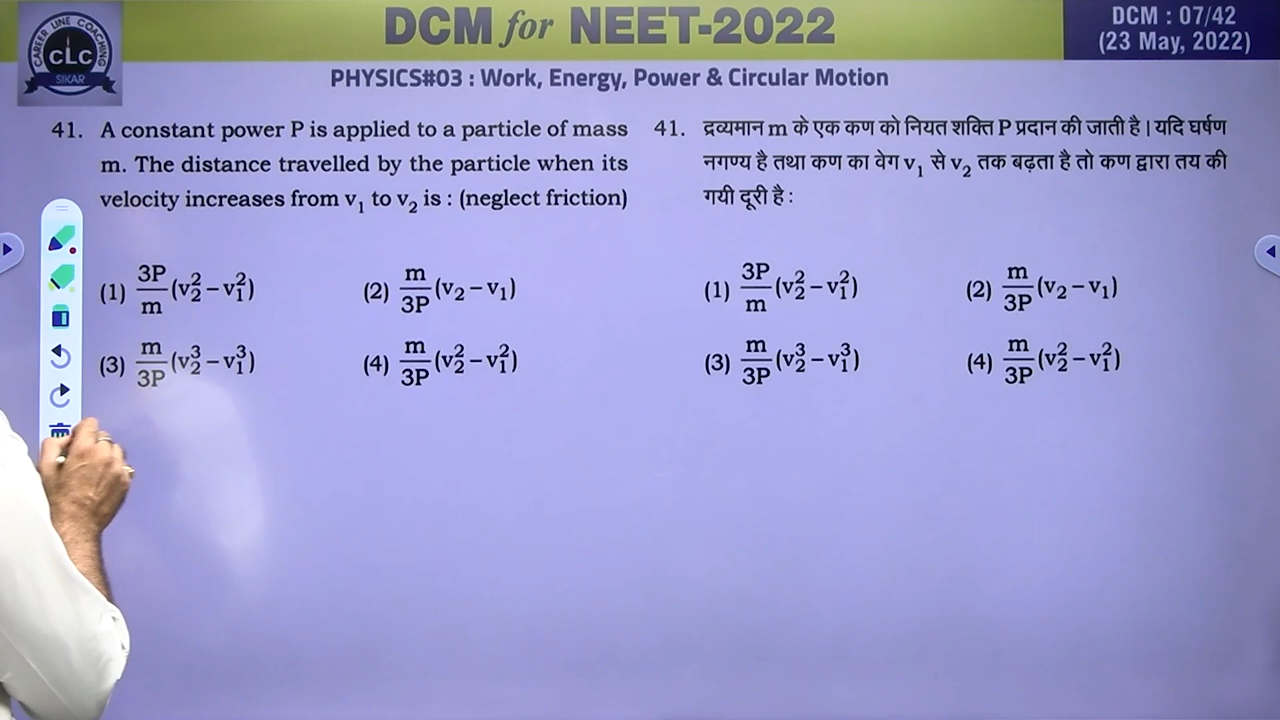 DCM for NEET-2022
DCM : 07/42
(23 May, 2022)
CAREER LINE COACHING
CLC
SIKAR
PHYSICS#03 : Work, Energy, Power & Circular Motion
41. A constant power P is applied to a particle of mass
m. The distance travelled by the particle when its
velocity increases from v₁ to v₂ is : (neglect friction)
(1) 3P/m (v₂² – v₁²) (2) m/3P (v₂ – v₁)
(3) m/3P (v₂³ – v₁³) (4) m/3P (v₂² – v₁²)
41. द्रव्यमान m के एक कण को नियत शक्ति P प्रदान की जाती है। यदि घर्षण
नगण्य है तथा कण का वेग v₁ से v₂ तक बढ़ता है तो कण द्वारा तय की
गयी दूरी है :
(1) 3P/m (v₂² – v₁²) (2) m/3P (v₂ – v₁)
(3) m/3P (v₂³ – v₁³) (4) m/3P (v₂² – v₁²)